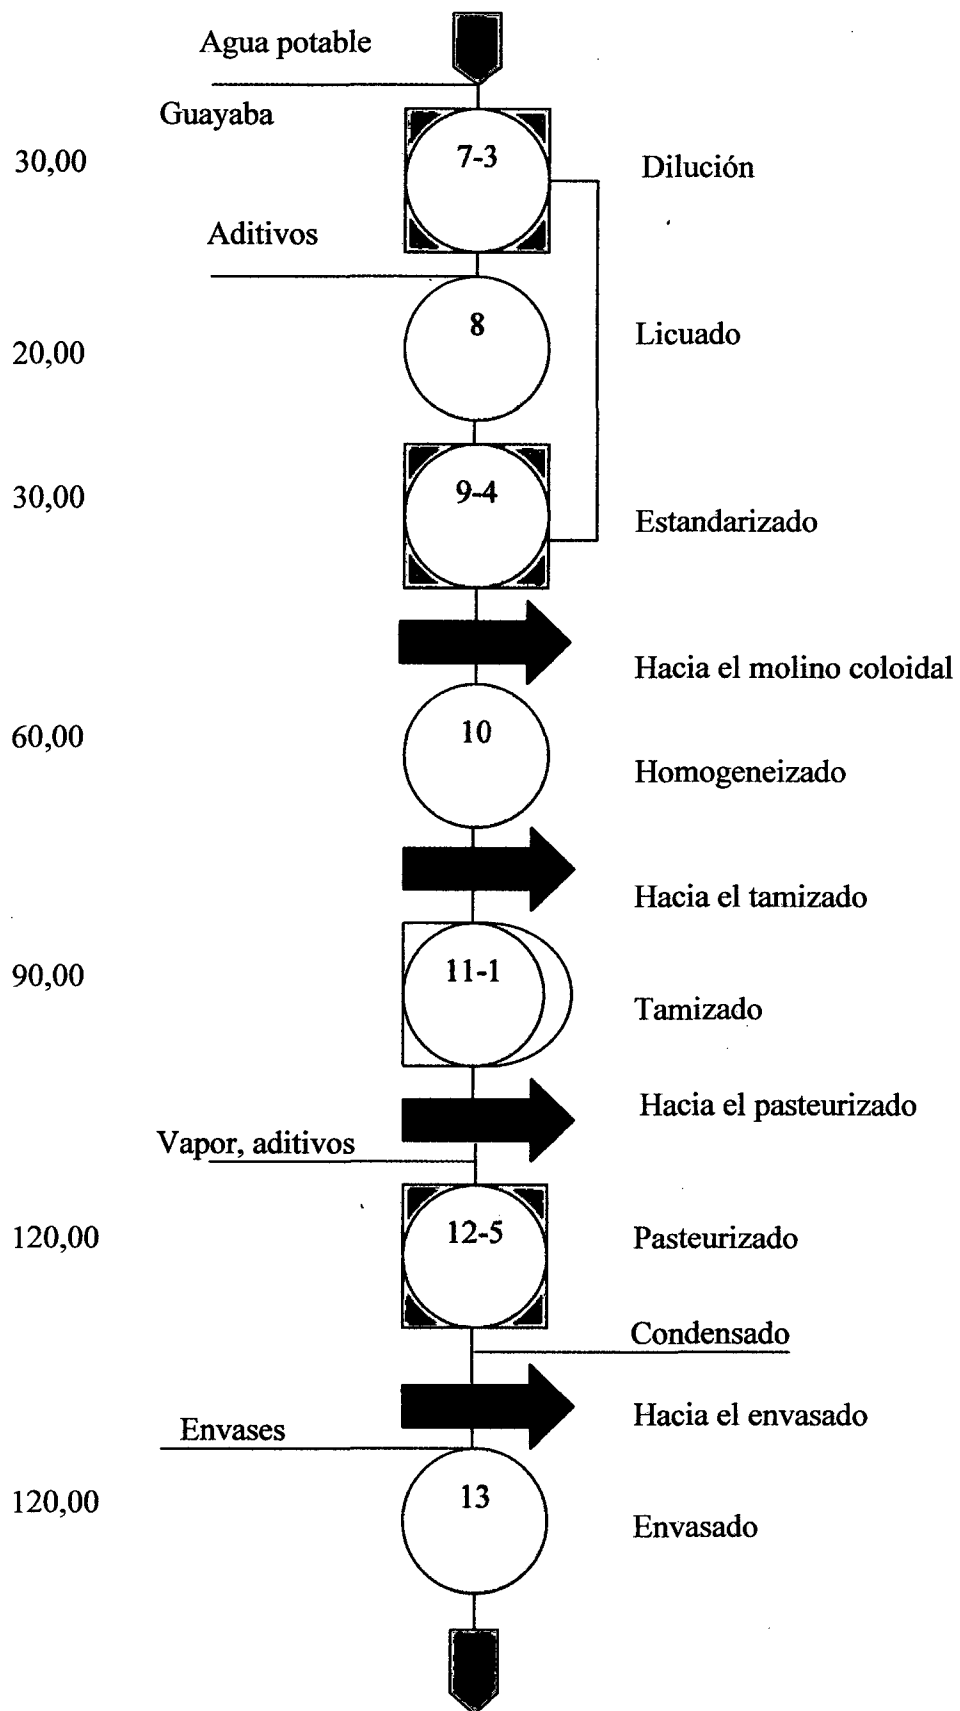 Agua potable
Guayaba
30,00
7-3
Dilución
Aditivos
8
20,00
Licuado
30,00
9-4
Estandarizado
Hacia el molino coloidal
60,00
10
Homogeneizado
Hacia el tamizado
90,00
11-1
Tamizado
Hacia el pasteurizado
Vapor, aditivos
120,00
12-5
Pasteurizado
Condensado
Hacia el envasado
Envases
120,00
13
Envasado